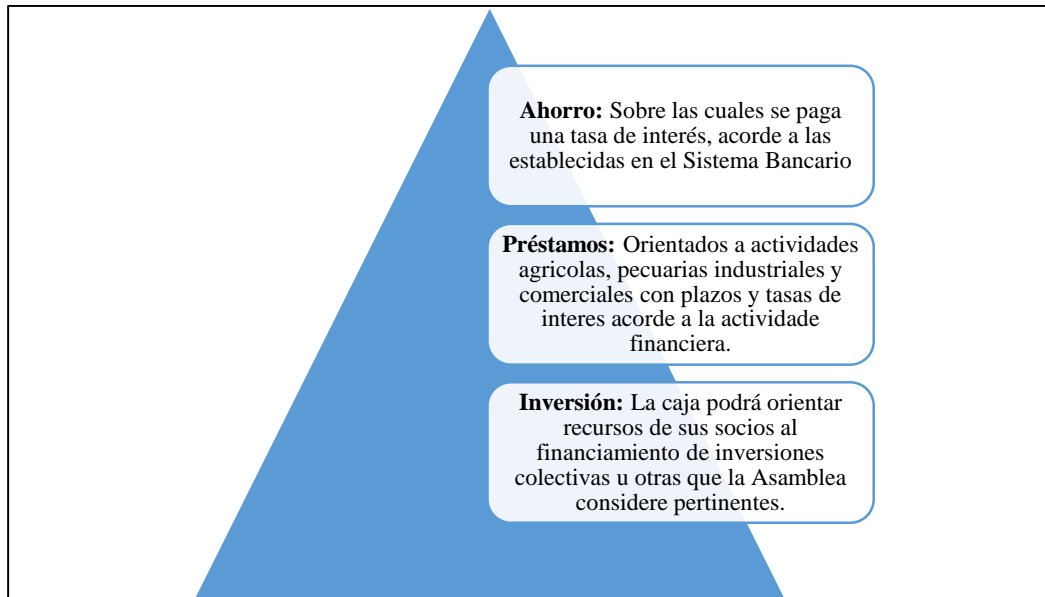 Ahorro: Sobre las cuales se paga
una tasa de interés, acorde a las
establecidas en el Sistema Bancario
Préstamos: Orientados a actividades
agricolas, pecuarias industriales y
comerciales con plazos y tasas de
interes acorde a la actividade
financiera.
Inversión: La caja podrá orientar
recursos de sus socios al
financiamiento de inversiones
colectivas u otras que la Asamblea
considere pertinentes.